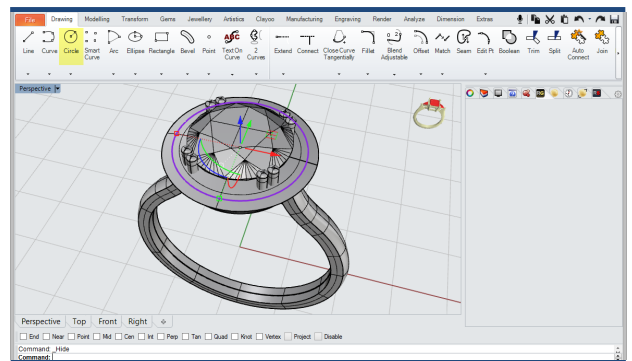 File Drawing Modelling Transform Gems Jewellery Artistics Clayoo Manufacturing Engraving Render Analyze Dimension Extras
Line Curve Circle Smart Curve Arc Ellipse Rectangle Bevel Point Text On Curve 2 Curves Extend Connect Close Curve Tangentially Fillet Blend Adjustable Offset Match Seam Edit Pt Boolean Trim Split Auto Connect Join
Perspective
Perspective Top Front Right
End Near Point Mid Cen Int Perp Tan Quad Knot Vertex Project Disable
Command: _Hide
Command: